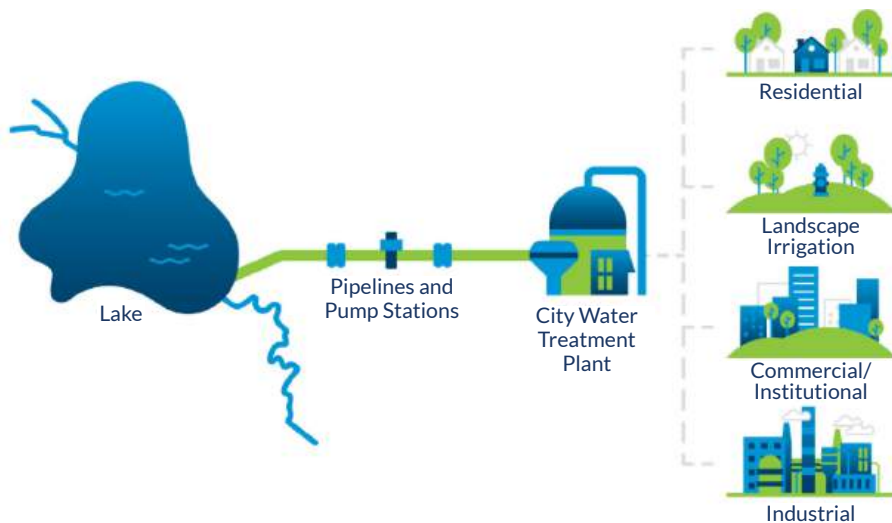 Residential
Landscape
Irrigation
Lake
Pipelines and
Pump Stations
City Water
Treatment
Plant
Commercial/
Institutional
Industrial